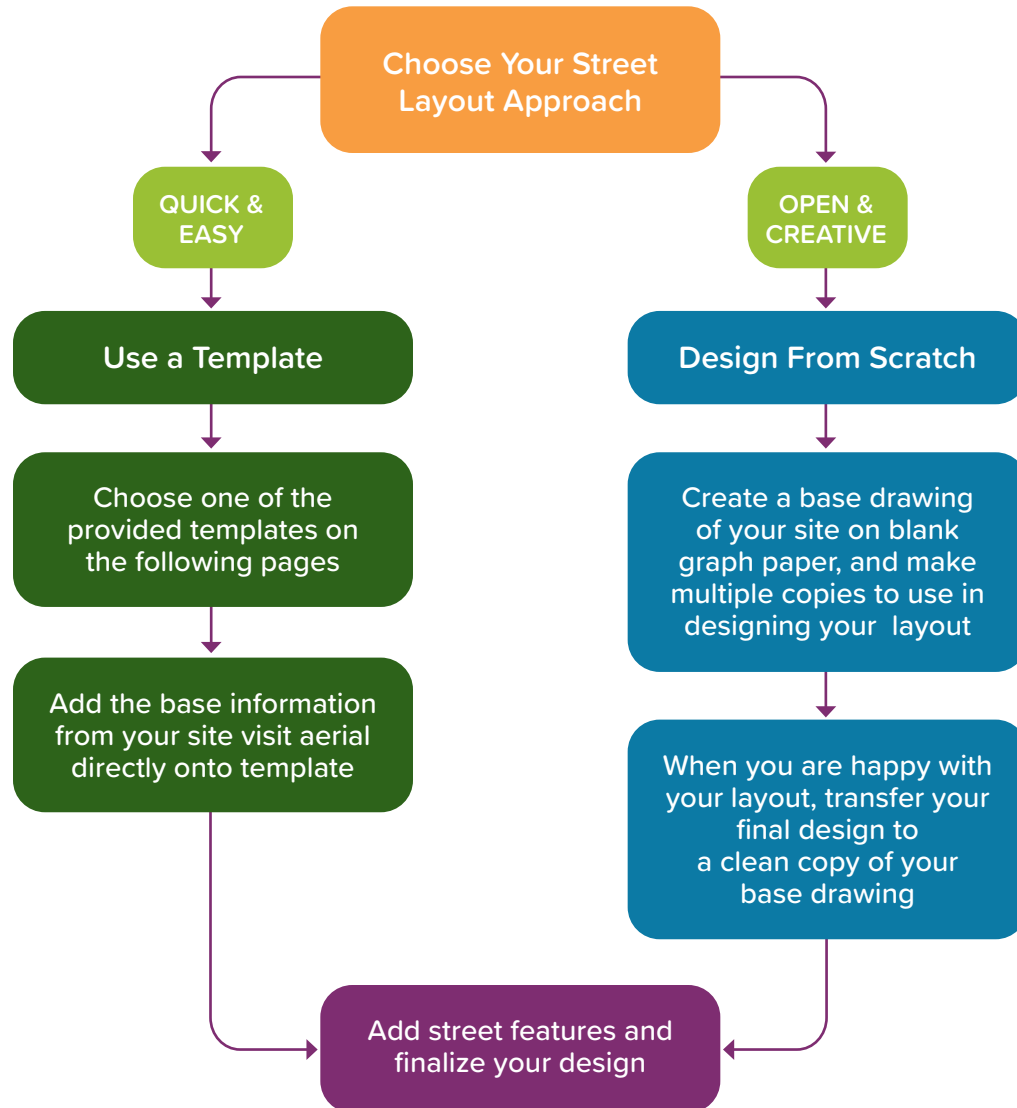 Choose Your Street
Layout Approach
QUICK &
EASY
OPEN &
CREATIVE
Use a Template
Design From Scratch
Choose one of the
provided templates on
the following pages
Create a base drawing
of your site on blank
graph paper, and make
multiple copies to use in
designing your  layout
Add the base information
from your site visit aerial
directly onto template
When you are happy with
your layout, transfer your
final design to
a clean copy of your
base drawing
Add street features and
finalize your design